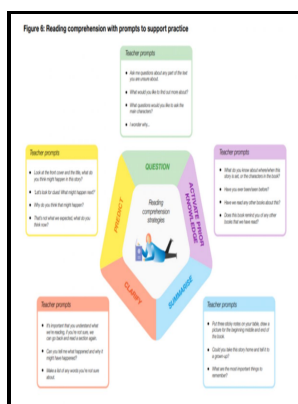 Figure 6: Reading comprehension with prompts to support practice
Teacher prompts
Ask me questions about any part of the text
you are unsure about.
What would you like to find out more about?
What questions would you like to ask the
main characters?
I wonder why...
Teacher prompts
Look at the front cover and the title, what do
you think might happen in this story?
Let's look for clues! What might happen next?
Why do you think that might happen?
That's not what we expected, what do you
think now?
QUESTION
PREDICT
ACTIVATE PRIOR
KNOWLEDGE
Reading
comprehension
strategies
CLARIFY
SUMMARISE
Teacher prompts
What do you know about where/when this
story is set, or the characters in the book?
Have you ever been/seen before?
Have we read any other books about this?
Does this book remind you of any other
books that we have read?
Teacher prompts
It's important that you understand what
we're reading, if you're not sure, we
can go back and read a section again.
Can you tell me what happened and why it
might have happened?
Make a list of any words you're not sure
about.
Teacher prompts
Put three sticky notes on your table, draw a
picture for the beginning middle and end of
the book.
Could you take this story home and tell it to
a grown-up?
What are the most important things to
remember?